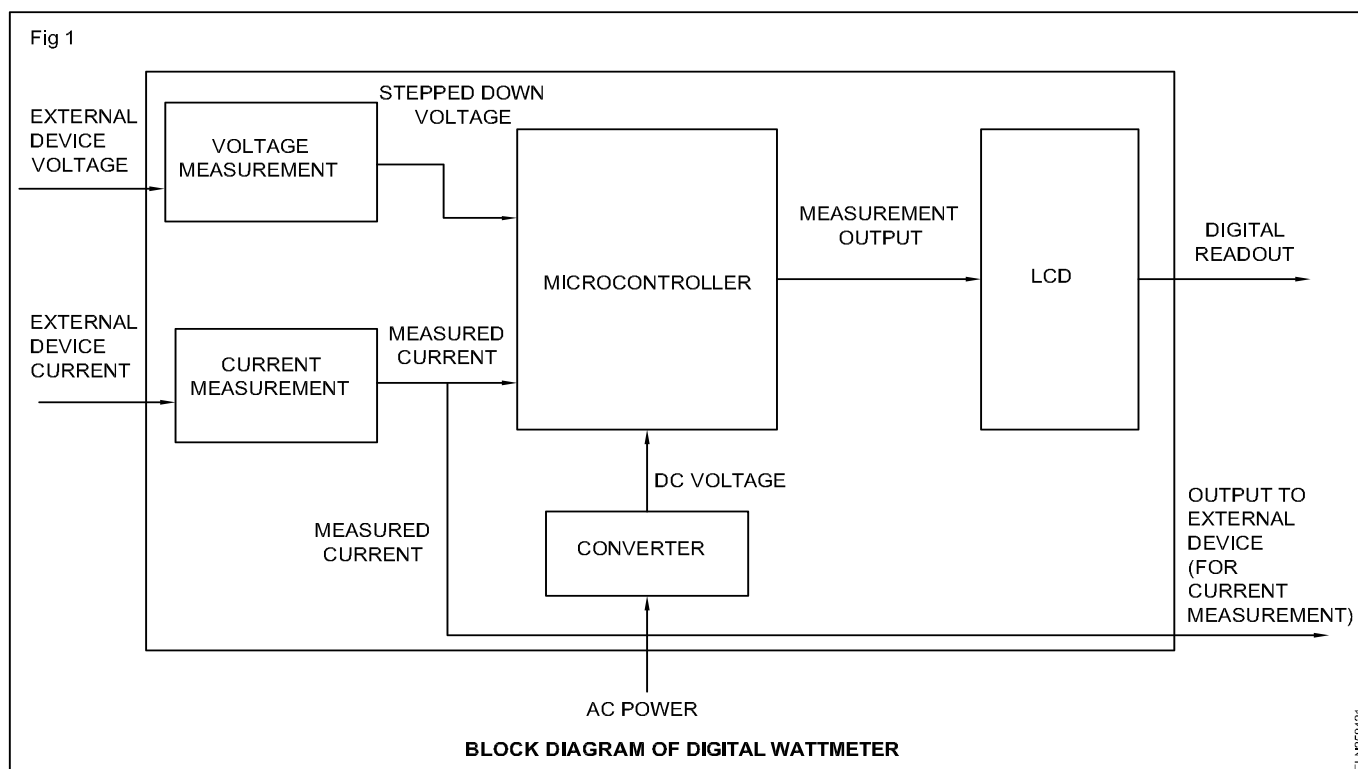 Fig 1
EXTERNAL
DEVICE
VOLTAGE
VOLTAGE
MEASUREMENT
STEPPED DOWN
VOLTAGE
MICROCONTROLLER
MEASUREMENT
OUTPUT
LCD
DIGITAL
READOUT
EXTERNAL
DEVICE
CURRENT
CURRENT
MEASUREMENT
MEASURED
CURRENT
DC VOLTAGE
MEASURED
CURRENT
CONVERTER
OUTPUT TO
EXTERNAL
DEVICE
(FOR
CURRENT
MEASUREMENT)
AC POWER
BLOCK DIAGRAM OF DIGITAL WATTMETER